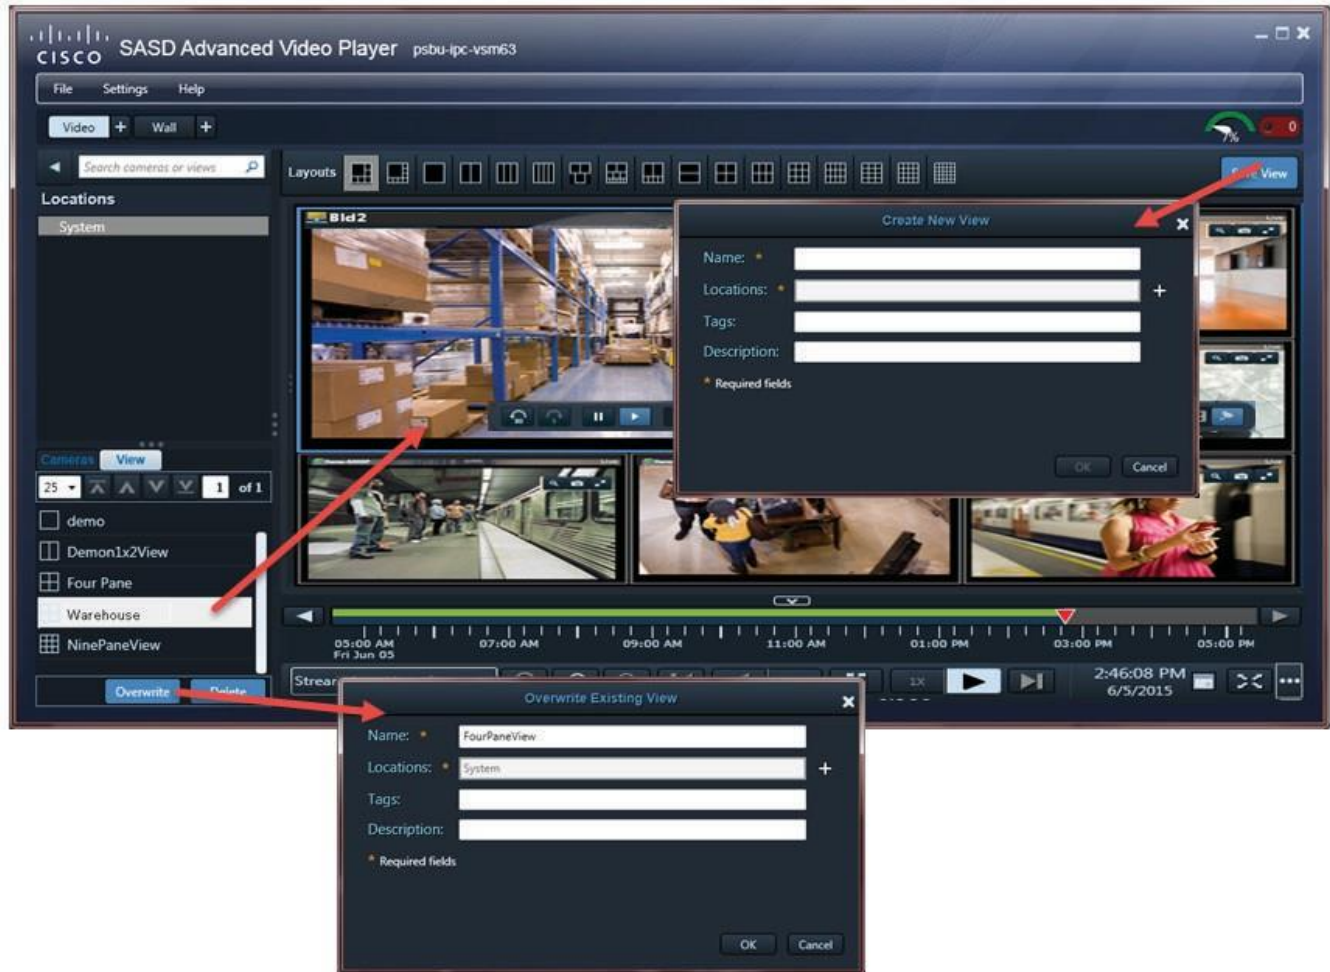 CISCO SASD Advanced Video Player psbu-ipc-vsm63
File Settings Help
Video + Wall +
7% 0
Search cameras or views
Layouts
View
Locations
System
Bld2
Create New View
Name: *
Locations: * +
Tags:
Description:
* Required fields
OK Cancel
Cameras View
25 1 of 1
demo
Demon1x2View
Four Pane
Warehouse
NinePaneView
05:00 AM 07:00 AM 09:00 AM 11:00 AM 01:00 PM 03:00 PM 05:00 PM
Fri Jun 05
Overwrite Delete
1X 2:46:08 PM
6/5/2015
Overwrite Existing View
Name: * FourPaneView
Locations: * System +
Tags:
Description:
* Required fields
OK Cancel